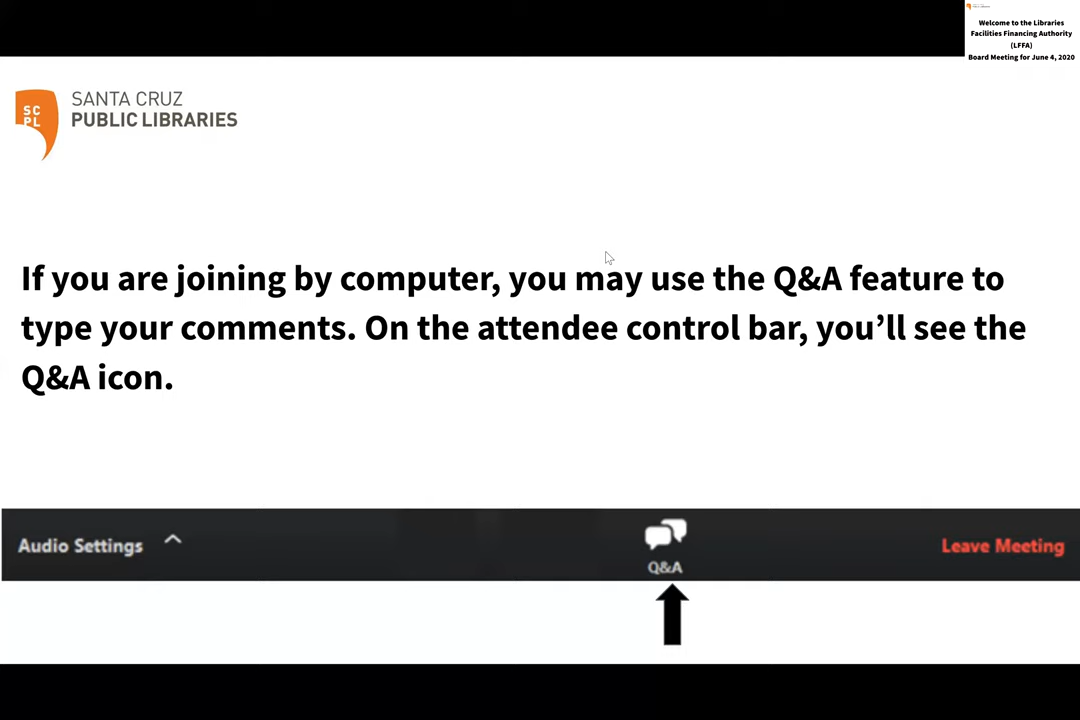 Welcome to the Libraries
Facilities Financing Authority
(LFFA)
Board Meeting for June 4, 2020
SC
PL
SANTA CRUZ
PUBLIC LIBRARIES
If you are joining by computer, you may use the Q&A feature to
type your comments. On the attendee control bar, you’ll see the
Q&A icon.
Audio Settings
Q&A
Leave Meeting